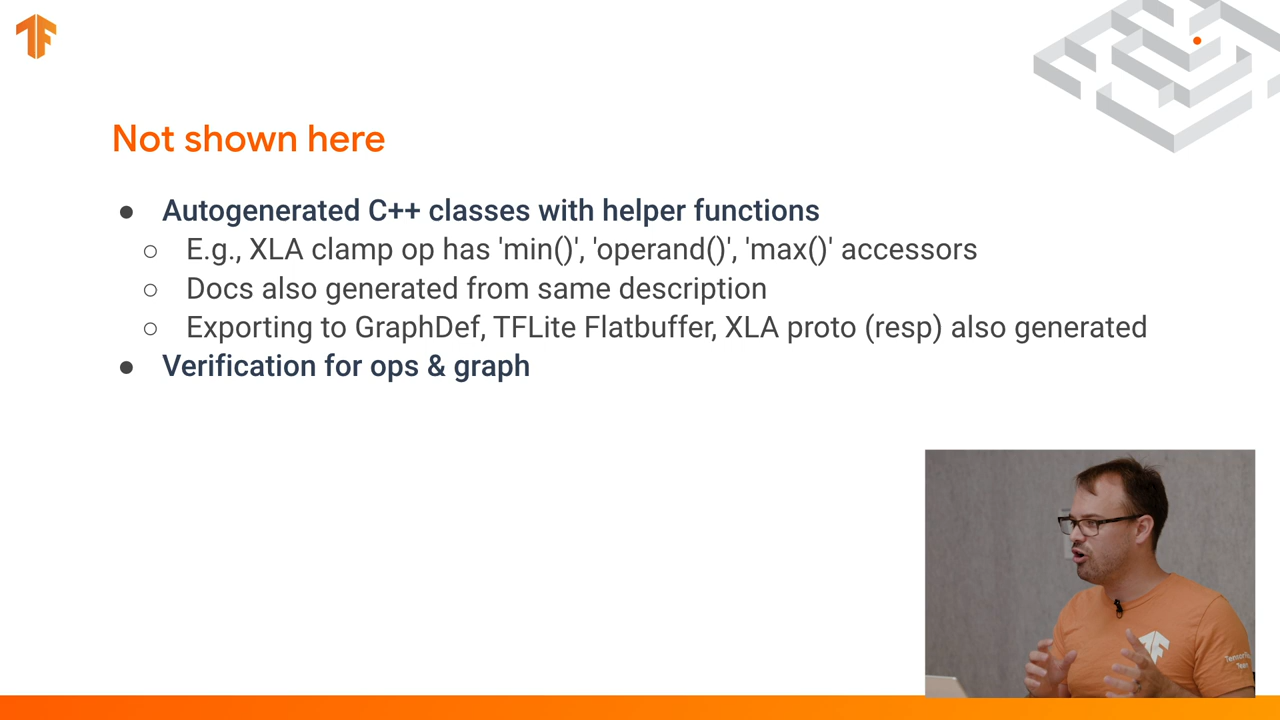 Not shown here
● Autogenerated C++ classes with helper functions
○ E.g., XLA clamp op has 'min()', 'operand()', 'max()' accessors
○ Docs also generated from same description
○ Exporting to GraphDef, TFLite Flatbuffer, XLA proto (resp) also generated
● Verification for ops & graph
Team